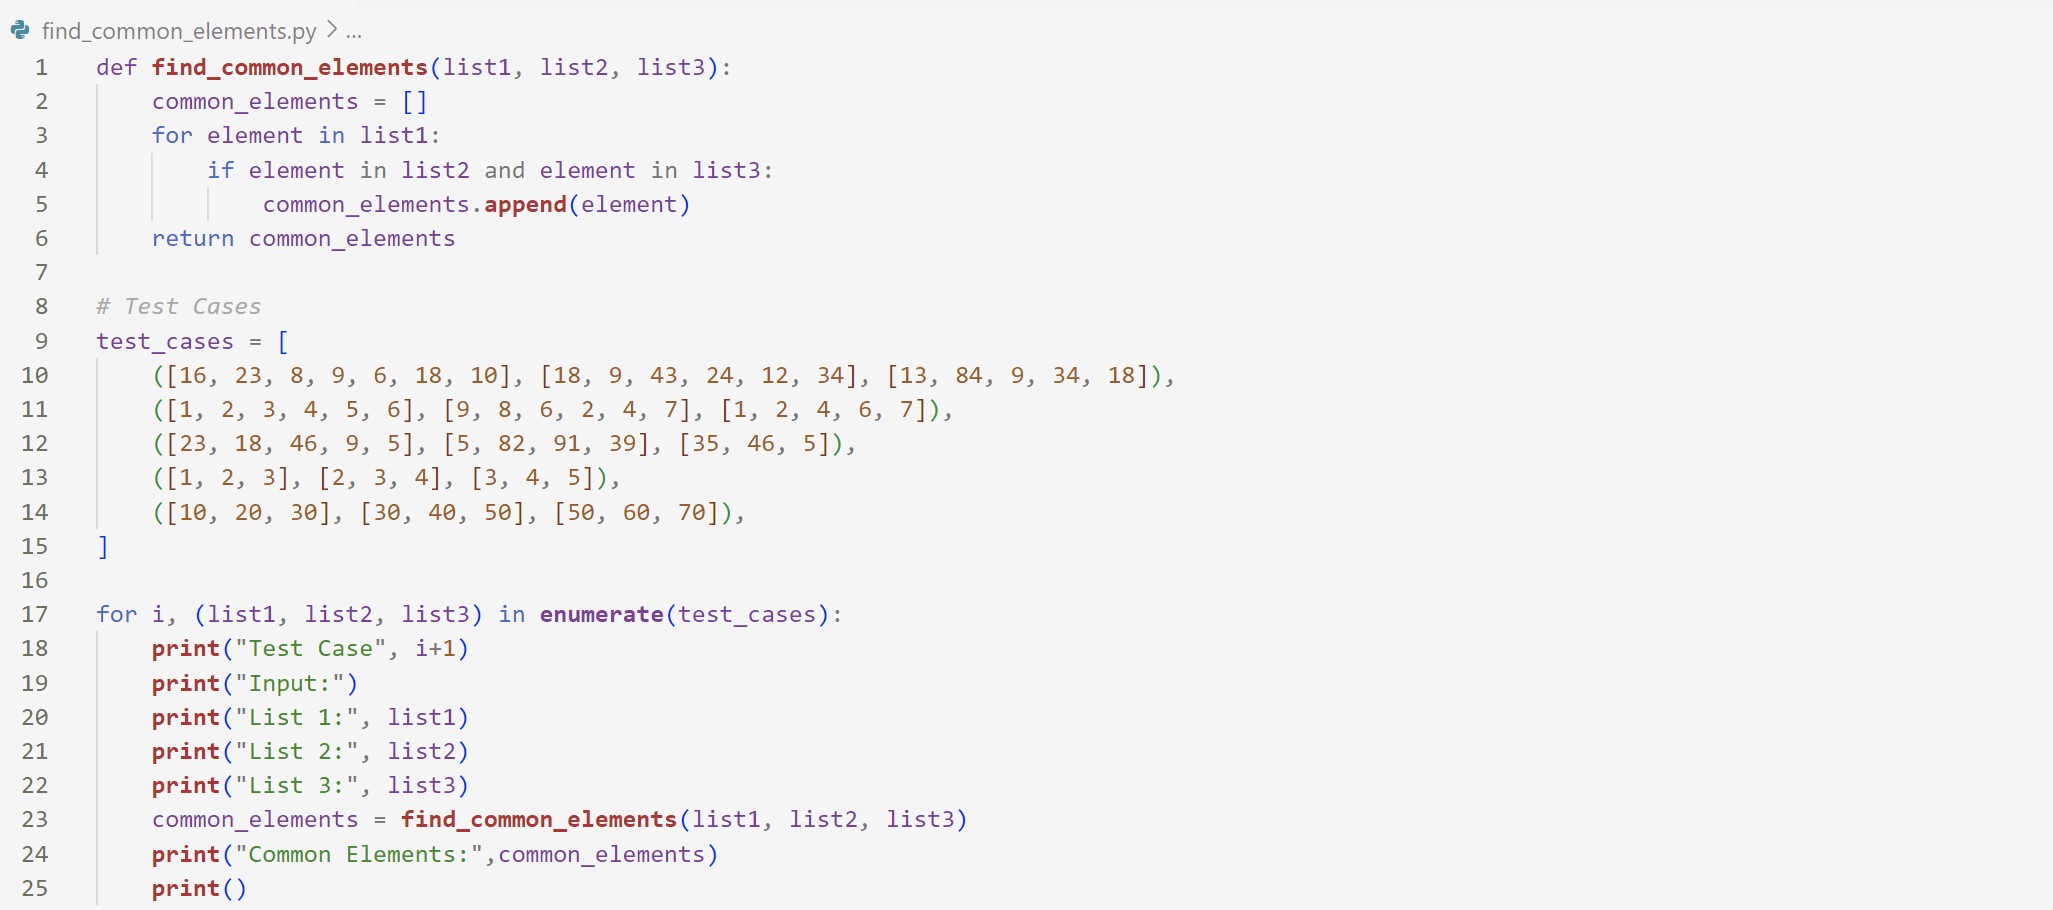 find_common_elements.py > ...
1 def find_common_elements(list1, list2, list3):
2     common_elements = []
3     for element in list1:
4         if element in list2 and element in list3:
5             common_elements.append(element)
6     return common_elements
7
8 # Test Cases
9 test_cases = [
10     ([16, 23, 8, 9, 6, 18, 10], [18, 9, 43, 24, 12, 34], [13, 84, 9, 34, 18]),
11     ([1, 2, 3, 4, 5, 6], [9, 8, 6, 2, 4, 7], [1, 2, 4, 6, 7]),
12     ([23, 18, 46, 9, 5], [5, 82, 91, 39], [35, 46, 5]),
13     ([1, 2, 3], [2, 3, 4], [3, 4, 5]),
14     ([10, 20, 30], [30, 40, 50], [50, 60, 70]),
15 ]
16
17 for i, (list1, list2, list3) in enumerate(test_cases):
18     print("Test Case", i+1)
19     print("Input:")
20     print("List 1:", list1)
21     print("List 2:", list2)
22     print("List 3:", list3)
23     common_elements = find_common_elements(list1, list2, list3)
24     print("Common Elements:",common_elements)
25     print()